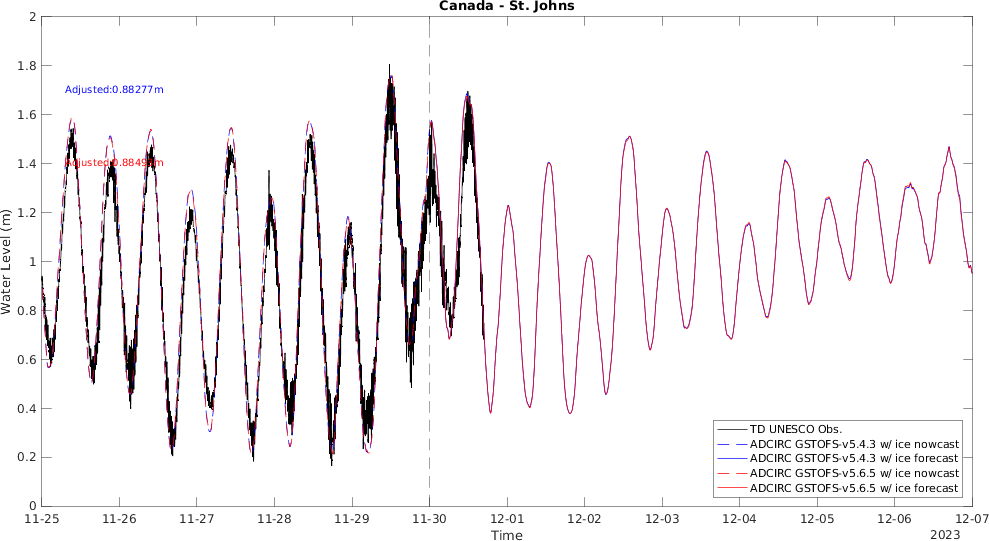 Canada - St. Johns
2
1.8
1.6
1.4
1.2
1
0.8
0.6
0.4
0.2
0
Water Level (m)
Adjusted:0.88277m
TD UNESCO Obs.
ADCIRC GSTOFS-v5.4.3 w/ ice nowcast
ADCIRC GSTOFS-v5.4.3 w/ ice forecast
ADCIRC GSTOFS-v5.6.5 w/ ice nowcast
ADCIRC GSTOFS-v5.6.5 w/ ice forecast
11-25 11-26 11-27 11-28 11-29 11-30 12-01 12-02 12-03 12-04 12-05 12-06 12-07
Time
2023